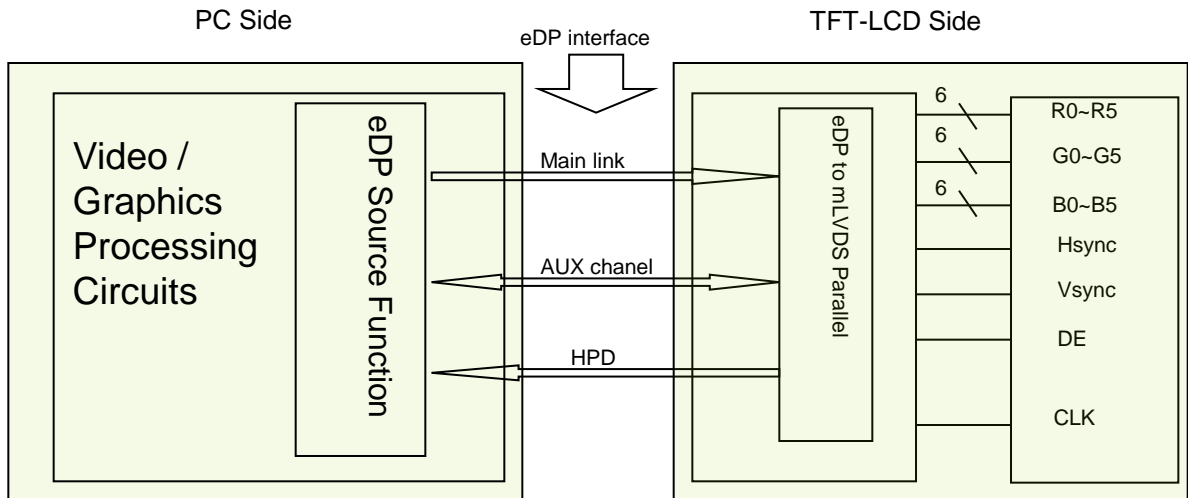 PC Side
eDP interface
TFT-LCD Side
Video /
Graphics
Processing
Circuits
eDP Source Function
Main link
AUX chanel
HPD
eDP to mLVDS Parallel
6
R0~R5
6
G0~G5
6
B0~B5
Hsync
Vsync
DE
CLK